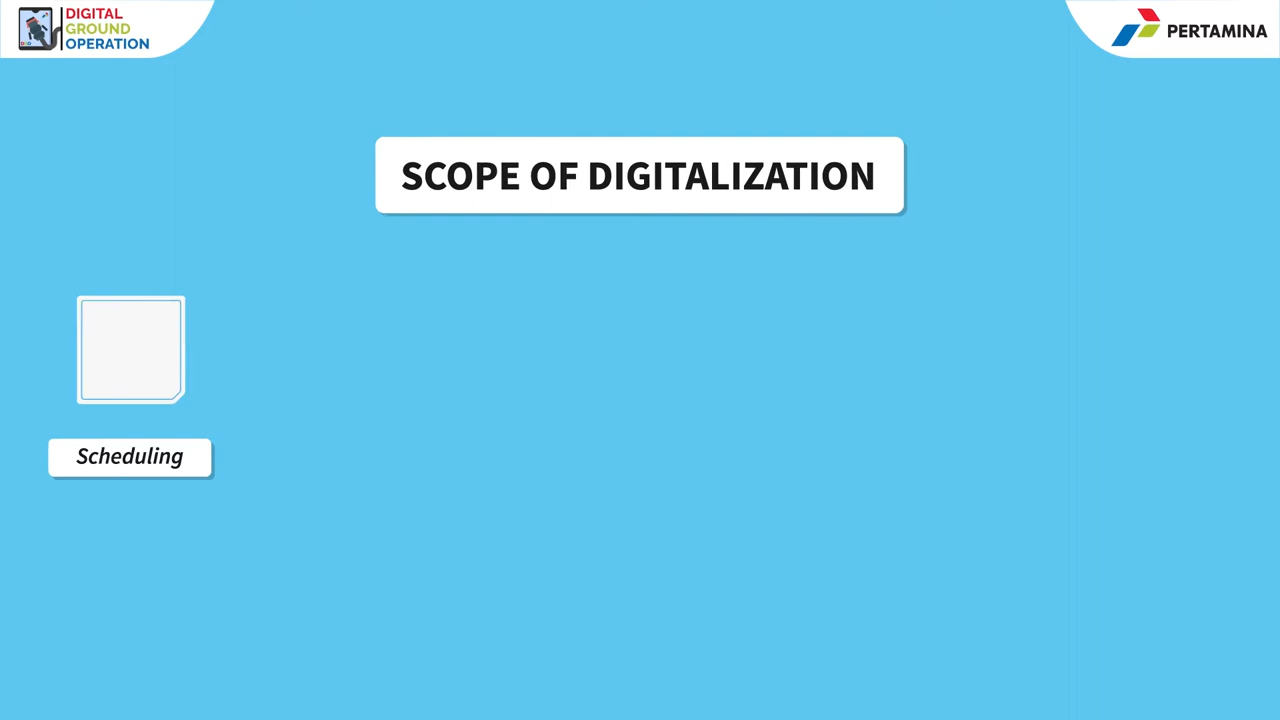 DIGITAL
GROUND
OPERATION
PERTAMINA
SCOPE OF DIGITALIZATION
Scheduling